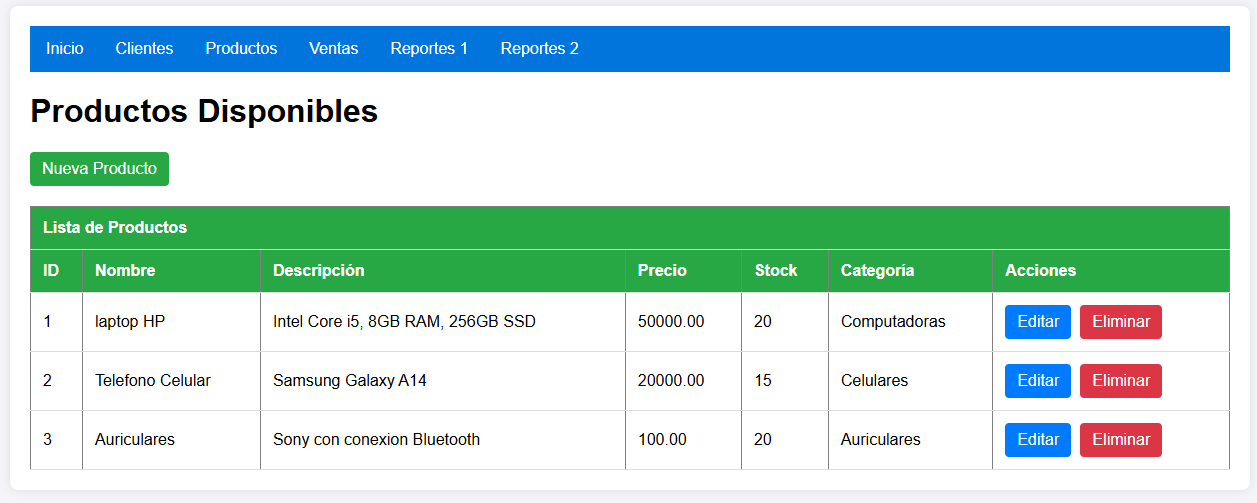 Inicio Clientes Productos Ventas Reportes 1 Reportes 2
Productos Disponibles
Nueva Producto
Lista de Productos
ID Nombre Descripción Precio Stock Categoría Acciones
1 laptop HP Intel Core i5, 8GB RAM, 256GB SSD 50000.00 20 Computadoras Editar Eliminar
2 Telefono Celular Samsung Galaxy A14 20000.00 15 Celulares Editar Eliminar
3 Auriculares Sony con conexion Bluetooth 100.00 20 Auriculares Editar Eliminar